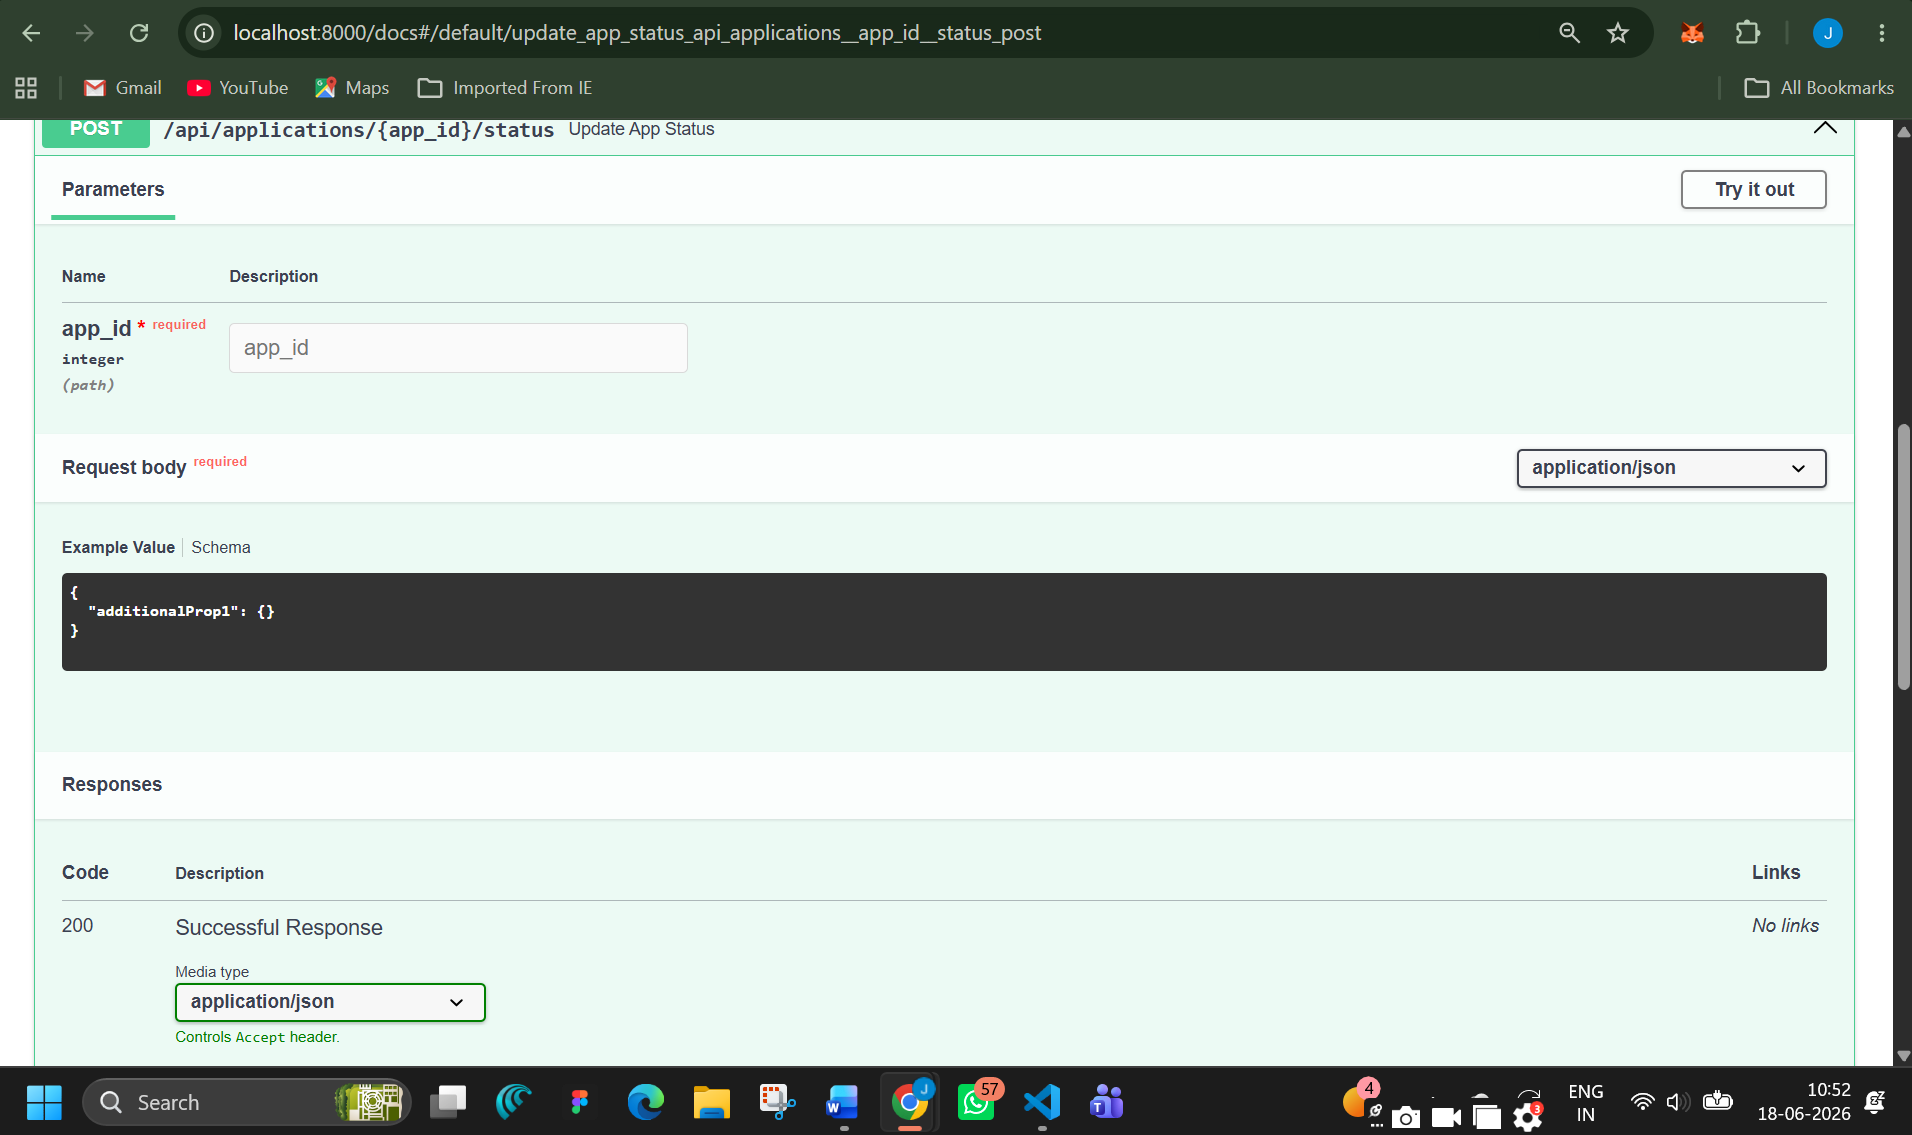 localhost:8000/docs#/default/update_app_status_api_applications__app_id__status_post
J
Gmail
YouTube
Maps
Imported From IE
All Bookmarks
POST /api/applications/{app_id}/status Update App Status
Parameters
Try it out
Name Description
app_id * required
integer
(path)
app_id
Request body required
application/json
Example Value Schema
{
"additionalProp1": {}
}
Responses
Code Description Links
200 Successful Response No links
Media type
application/json
Controls Accept header.
Search
J
57
4
3
ENG
IN
10:52
18-06-2026